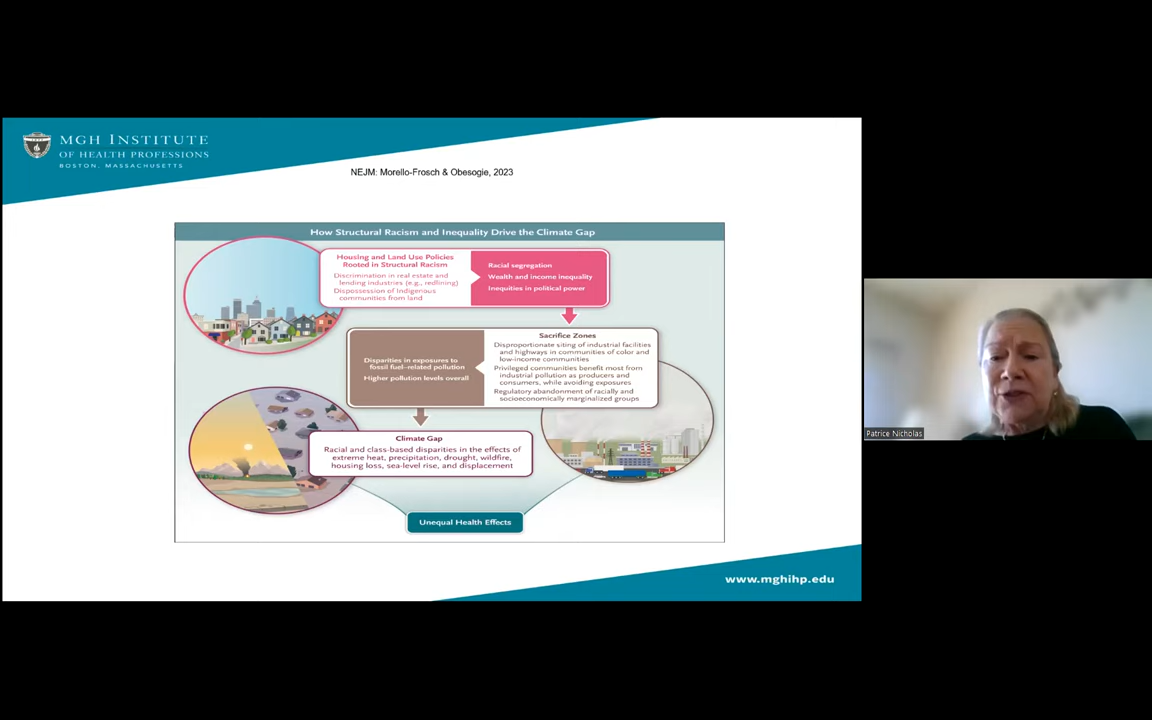 MGH INSTITUTE
OF HEALTH PROFESSIONS
BOSTON, MASSACHUSETTS
NEJM: Morello-Frosch & Obesogie, 2023
How Structural Racism and Inequality Drive the Climate Gap
Housing and Land Use Policies
Rooted in Structural Racism
Discrimination in real estate and
lending industries (e.g., redlining)
Dispossession of Indigenous
communities from land
Racial segregation
Wealth and income inequality
Inequities in political power
Sacrifice Zones
Disproportionate siting of industrial facilities
and highways in communities of color and
low-income communities
Privileged communities benefit most from
industrial pollution as producers and
consumers, while avoiding exposures
Regulatory abandonment of racially and
socioeconomically marginalized groups
Disparities in exposures to
fossil fuel–related pollution
Higher pollution levels overall
Climate Gap
Racial and class-based disparities in the effects of
extreme heat, precipitation, drought, wildfire,
housing loss, sea-level rise, and displacement
Unequal Health Effects
www.mghihp.edu
Patrice Nicholas